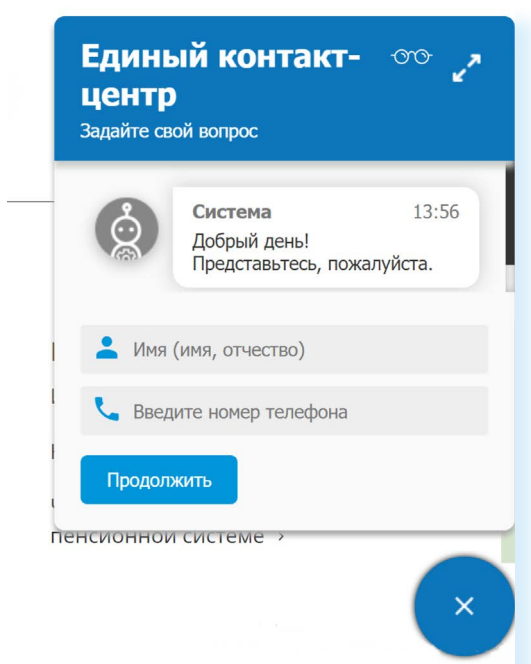 Единый контакт-
центр
Задайте свой вопрос
Система 13:56
Добрый день!
Представьтесь, пожалуйста.
Имя (имя, отчество)
Введите номер телефона
Продолжить
пенсионной системе